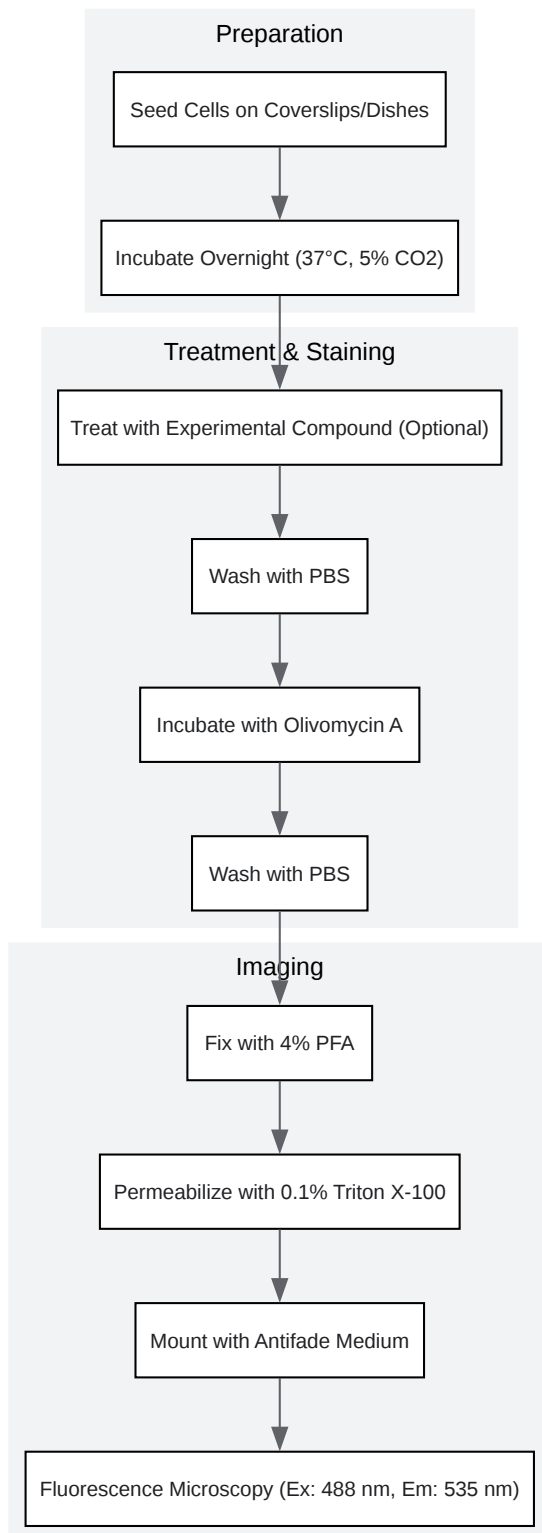 Preparation
Seed Cells on Coverslips/Dishes
Incubate Overnight (37°C, 5% CO2)
Treatment & Staining
Treat with Experimental Compound (Optional)
Wash with PBS
Incubate with Olivomycin A
Wash with PBS
Imaging
Fix with 4% PFA
Permeabilize with 0.1% Triton X-100
Mount with Antifade Medium
Fluorescence Microscopy (Ex: 488 nm, Em: 535 nm)